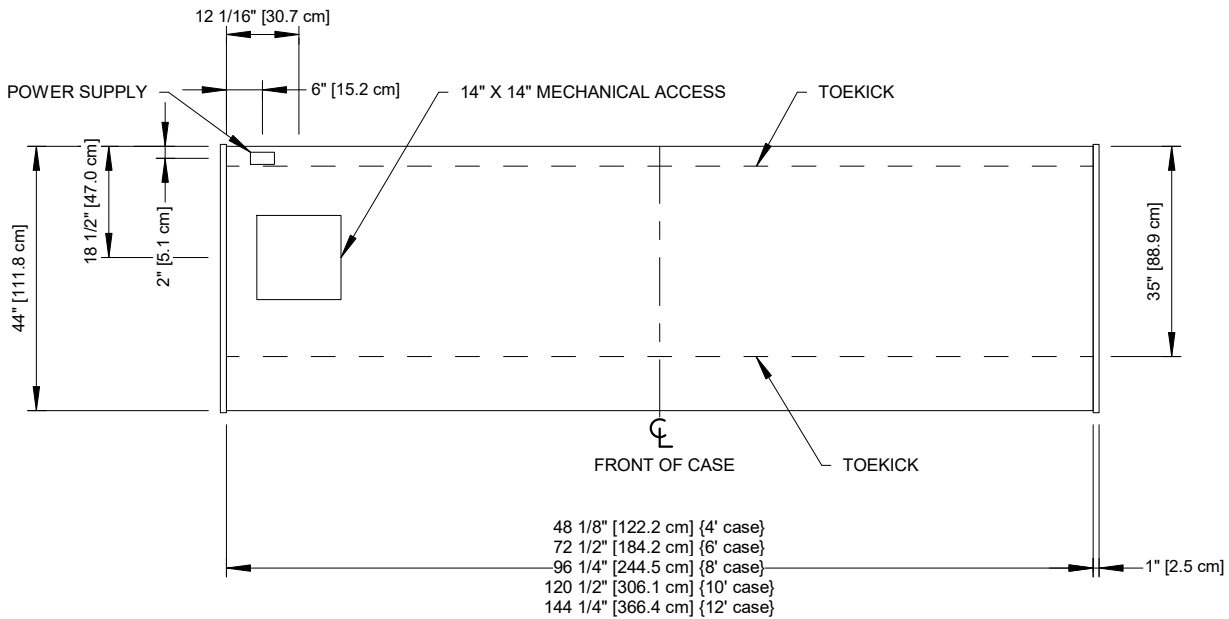 12 1/16" [30.7 cm]
POWER SUPPLY
6" [15.2 cm]
14" X 14" MECHANICAL ACCESS
TOEKICK
44" [111.8 cm]
18 1/2" [47.0 cm]
2" [5.1 cm]
35" [88.9 cm]
CL
FRONT OF CASE
TOEKICK
48 1/8" [122.2 cm] {4' case}
72 1/2" [184.2 cm] {6' case}
96 1/4" [244.5 cm] {8' case}
120 1/2" [306.1 cm] {10' case}
144 1/4" [366.4 cm] {12' case}
1" [2.5 cm]